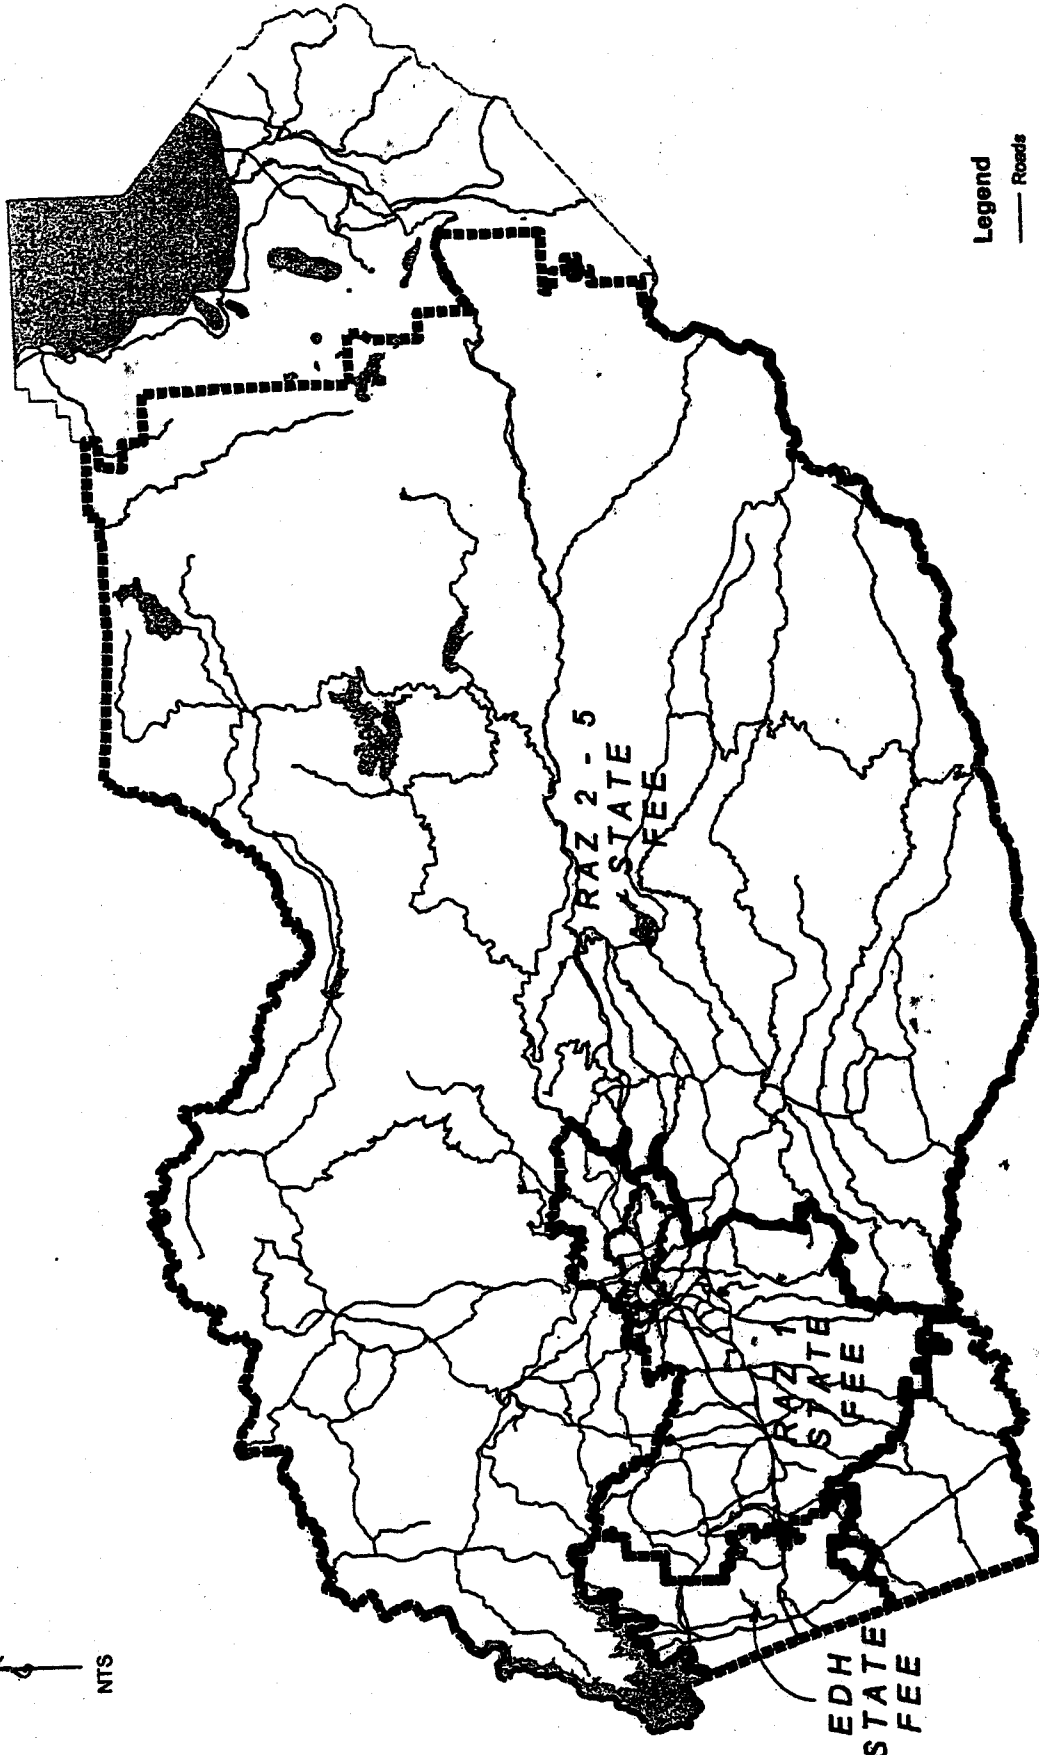 NTS
Legend
Roads
RAZ 2 - 5
STATE
FEE
RAZ 1
STATE
FEE
EDH
STATE
FEE